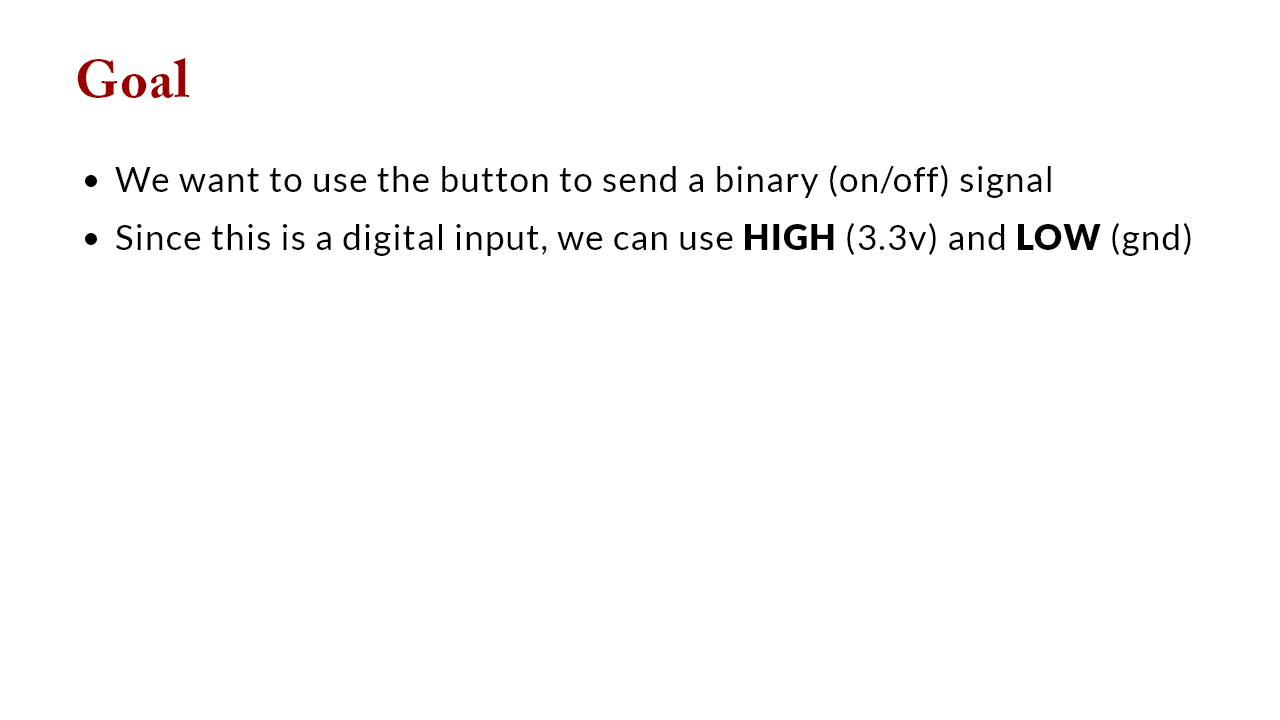 Goal
• We want to use the button to send a binary (on/off) signal
• Since this is a digital input, we can use HIGH (3.3v) and LOW (gnd)